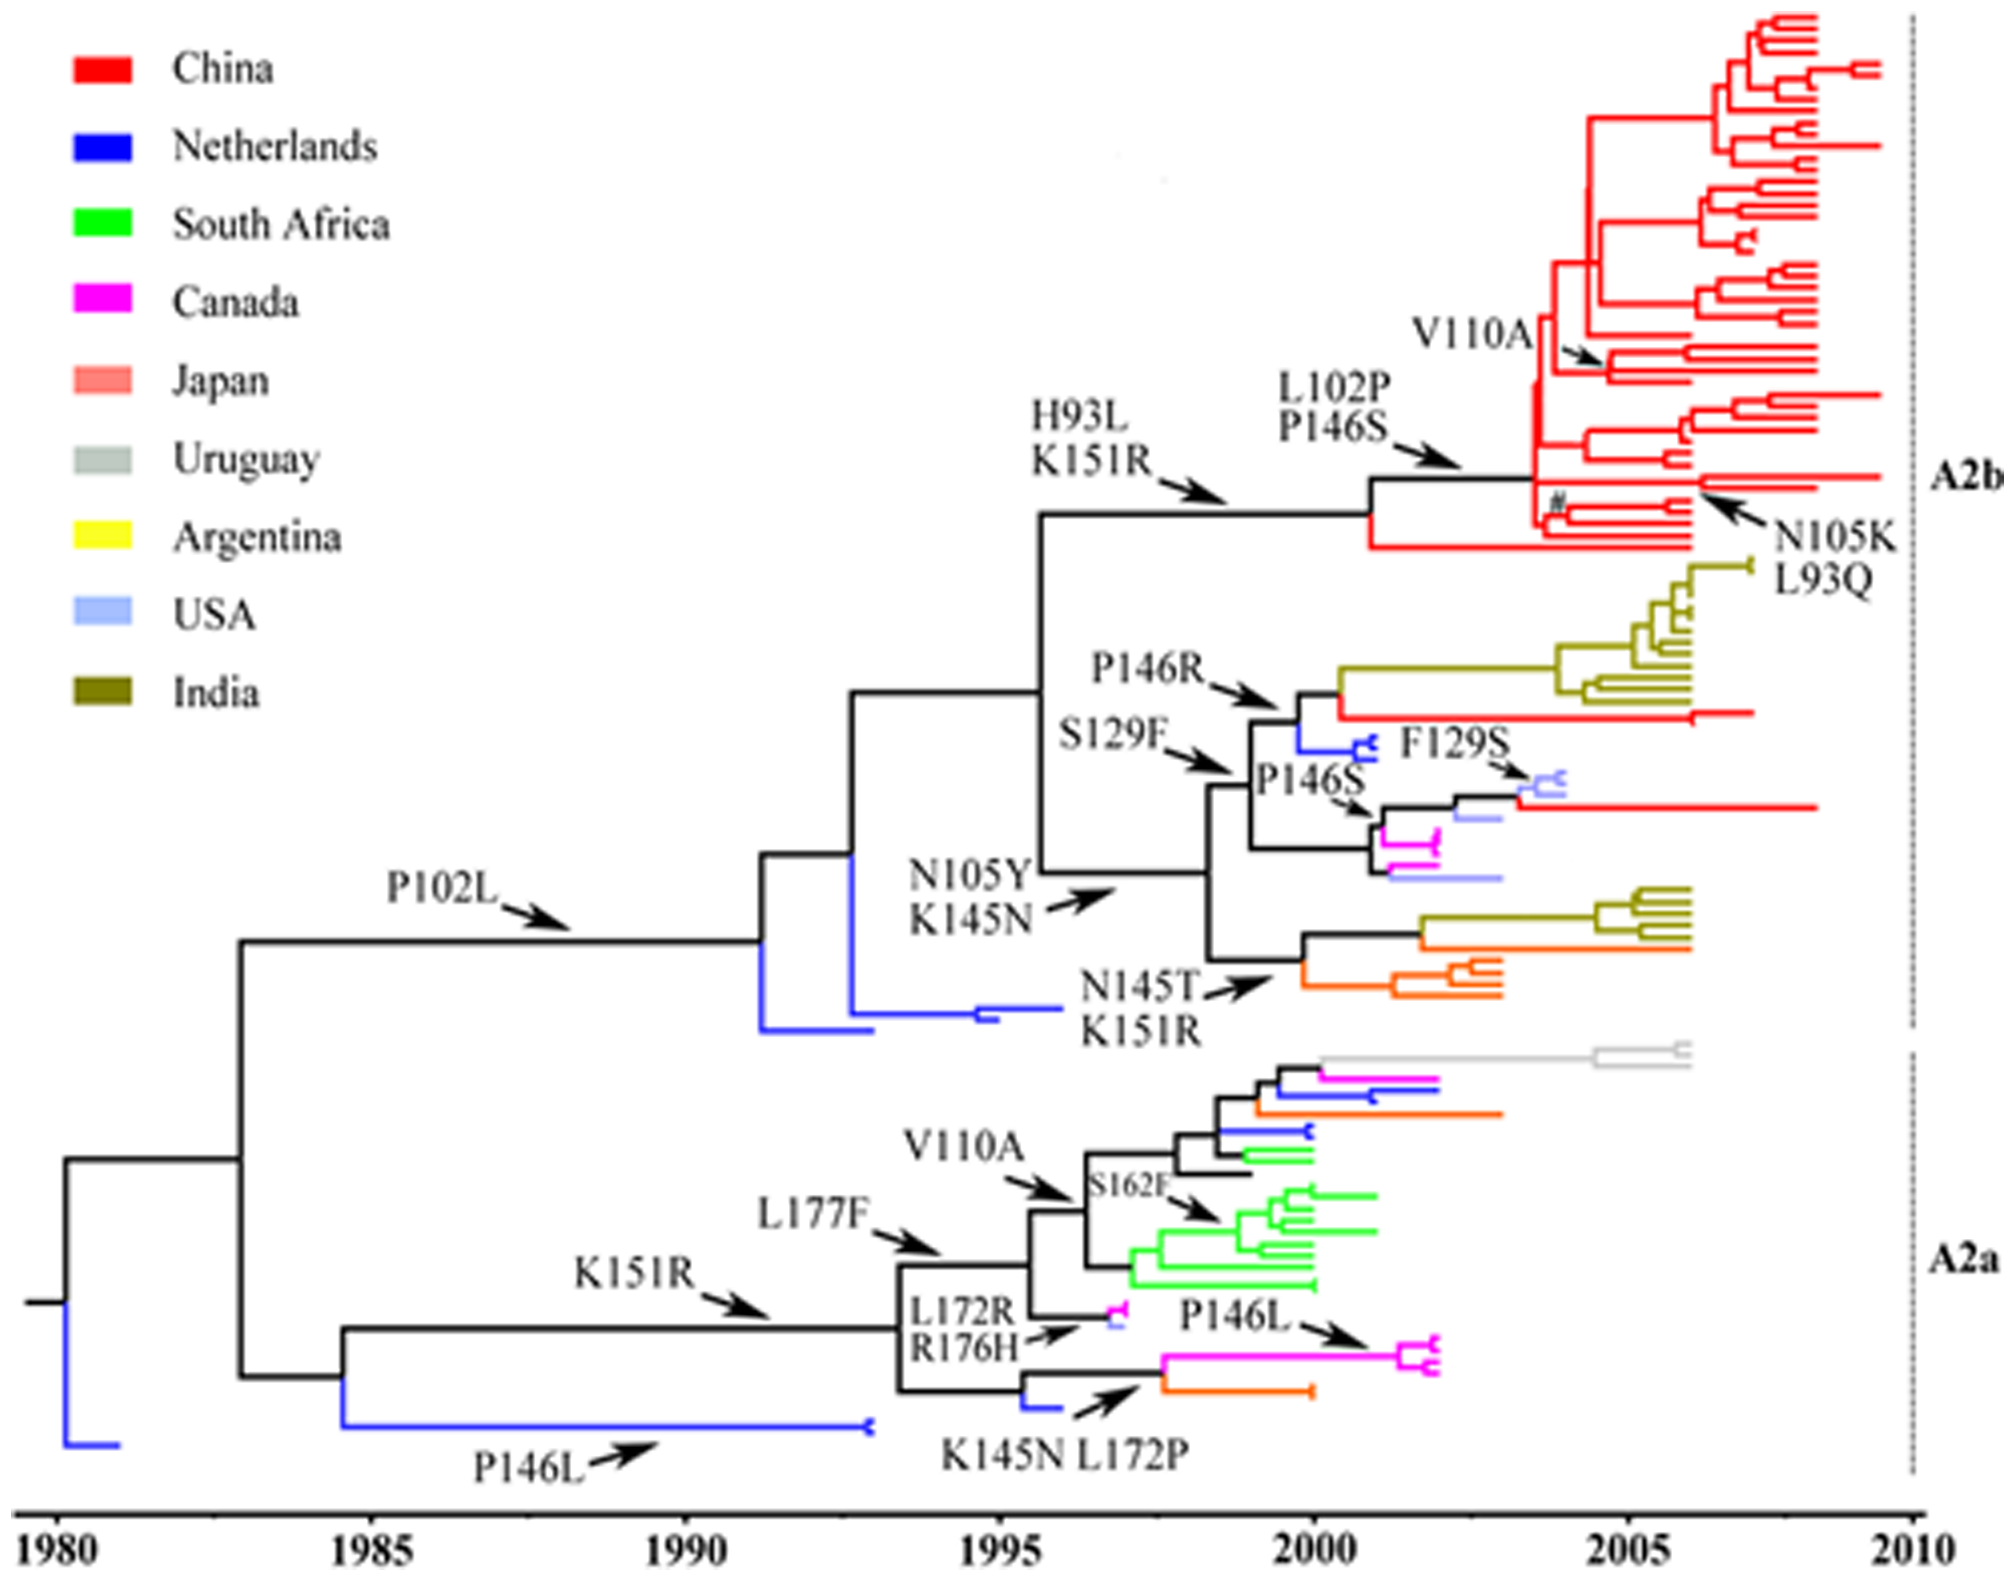 China
Netherlands
South Africa
Canada
Japan
Uruguay
Argentina
USA
India
V110A
L102P
P146S
H93L
K151R
#
A2b
N105K
L93Q
P146R
S129F
F129S
P146S
P102L
N105Y
K145N
N145T
K151R
V110A
S162F
L177F
K151R
L172R
R176H
P146L
A2a
K145N L172P
P146L
1980 1985 1990 1995 2000 2005 2010